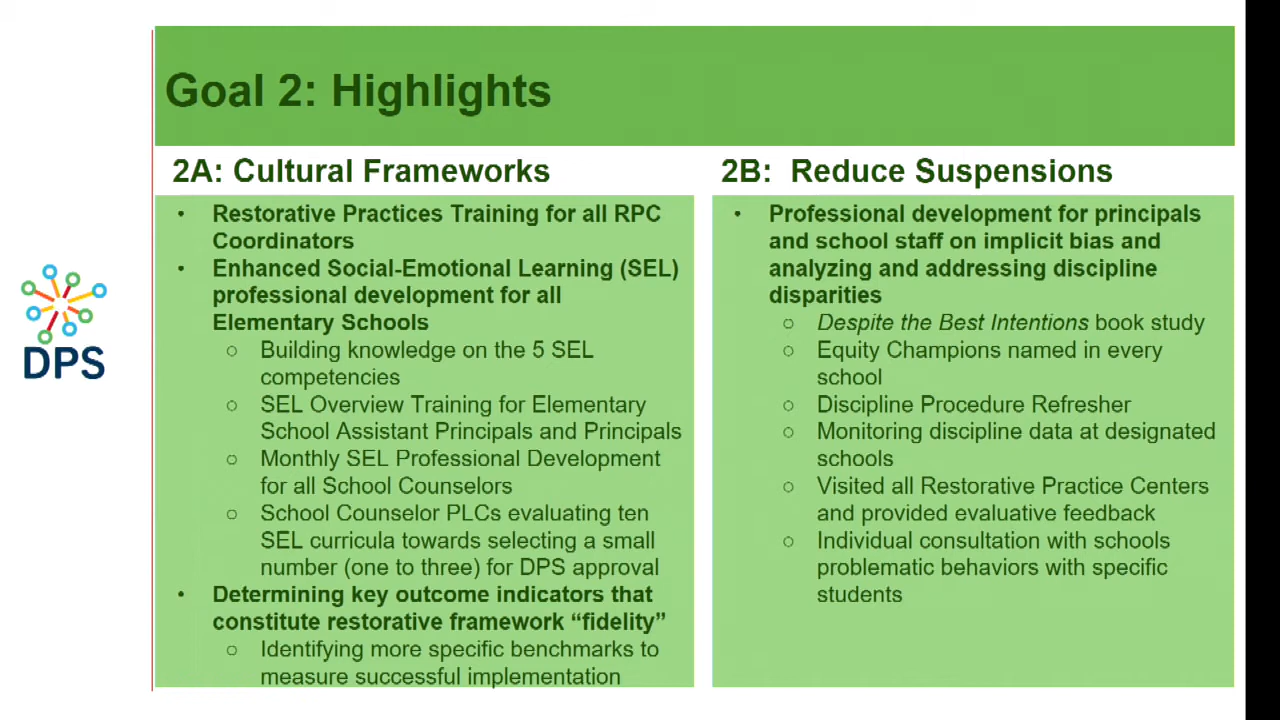 Goal 2: Highlights
DPS
2A: Cultural Frameworks
• Restorative Practices Training for all RPC
Coordinators
• Enhanced Social-Emotional Learning (SEL)
professional development for all
Elementary Schools
○ Building knowledge on the 5 SEL
competencies
○ SEL Overview Training for Elementary
School Assistant Principals and Principals
○ Monthly SEL Professional Development
for all School Counselors
○ School Counselor PLCs evaluating ten
SEL curricula towards selecting a small
number (one to three) for DPS approval
• Determining key outcome indicators that
constitute restorative framework “fidelity”
○ Identifying more specific benchmarks to
measure successful implementation
2B:  Reduce Suspensions
• Professional development for principals
and school staff on implicit bias and
analyzing and addressing discipline
disparities
○ Despite the Best Intentions book study
○ Equity Champions named in every
school
○ Discipline Procedure Refresher
○ Monitoring discipline data at designated
schools
○ Visited all Restorative Practice Centers
and provided evaluative feedback
○ Individual consultation with schools
problematic behaviors with specific
students